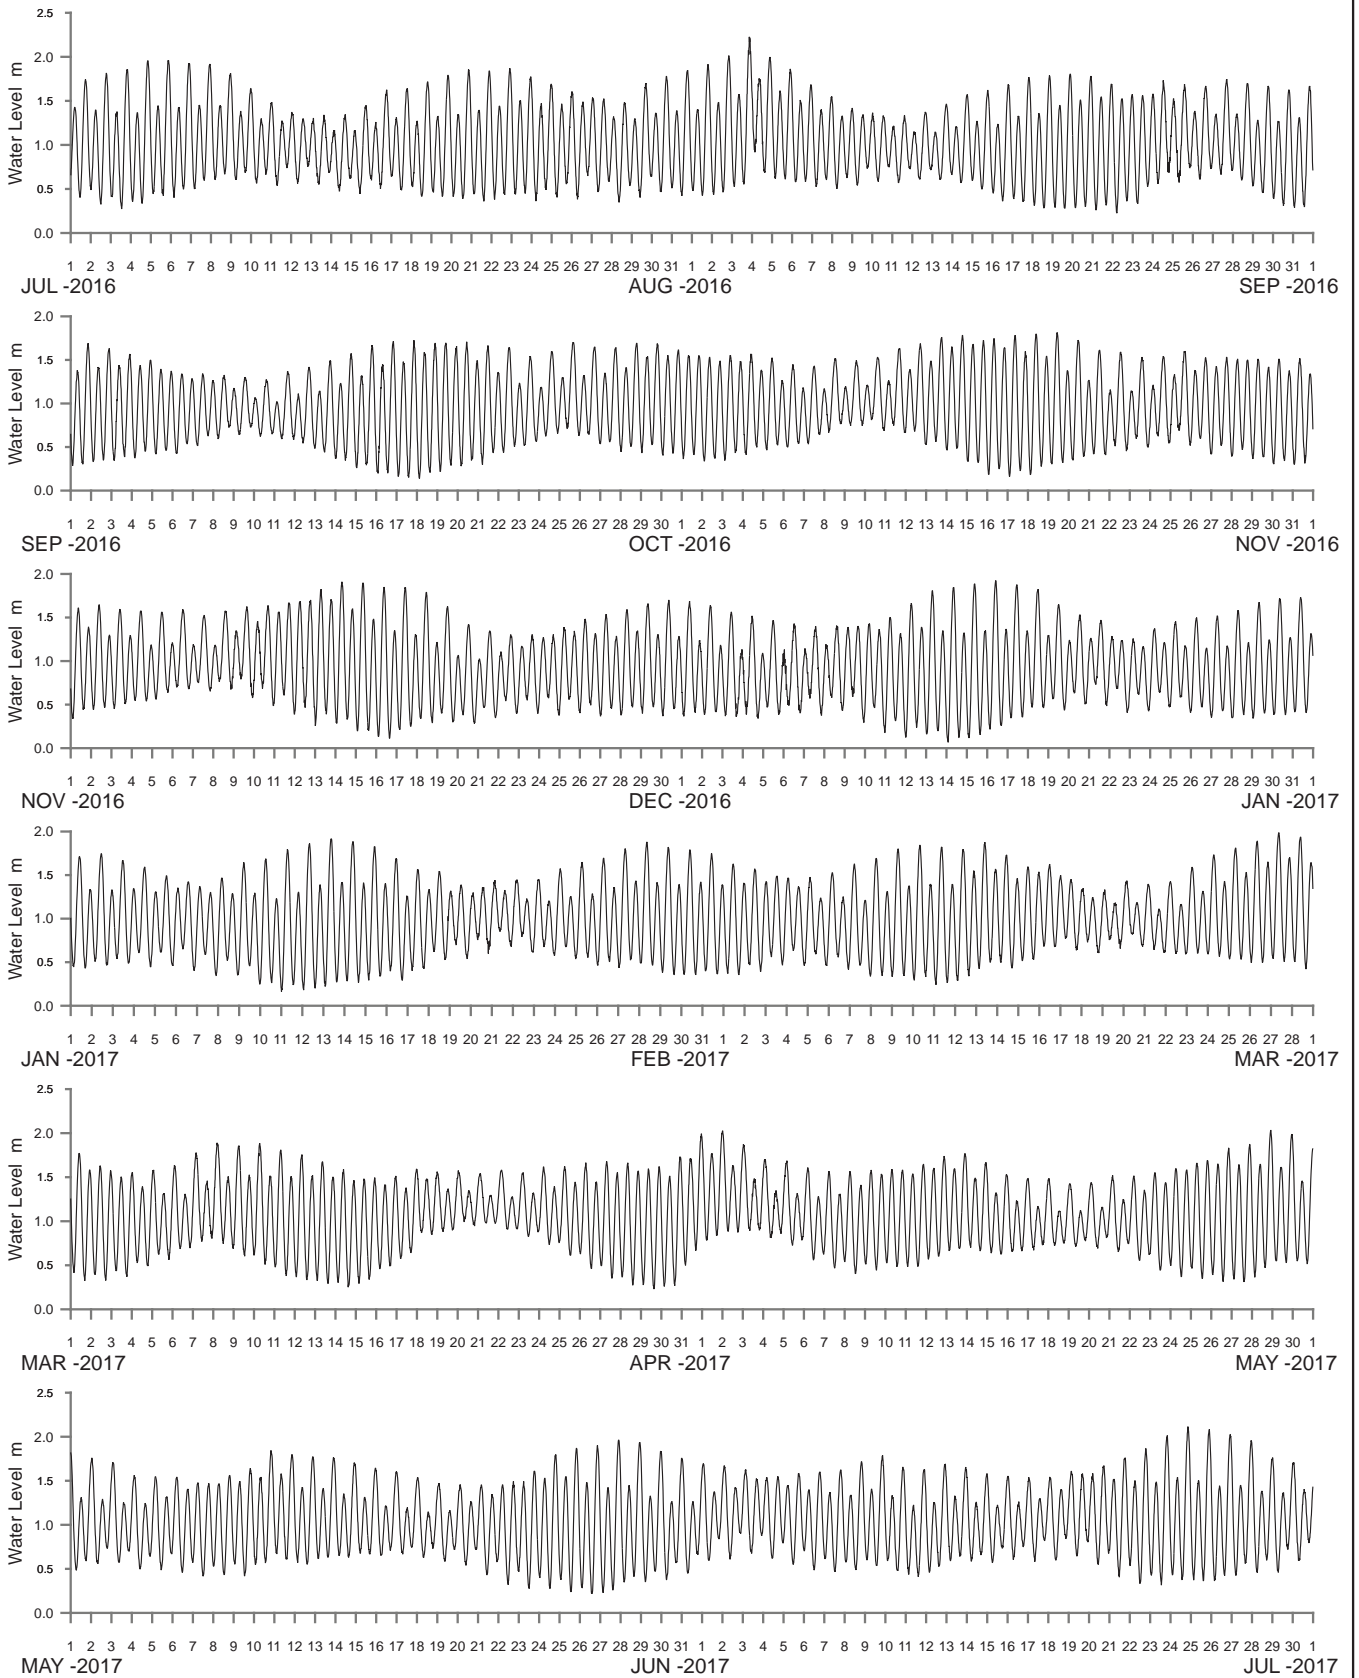 2.5
2.0
1.5
1.0
0.5
0.0
Water Level m
1 2 3 4 5 6 7 8 9 10 11 12 13 14 15 16 17 18 19 20 21 22 23 24 25 26 27 28 29 30 31 1 2 3 4 5 6 7 8 9 10 11 12 13 14 15 16 17 18 19 20 21 22 23 24 25 26 27 28 29 30 31 1
JUL -2016 AUG -2016 SEP -2016
2.0
1.5
1.0
0.5
0.0
Water Level m
1 2 3 4 5 6 7 8 9 10 11 12 13 14 15 16 17 18 19 20 21 22 23 24 25 26 27 28 29 30 1 2 3 4 5 6 7 8 9 10 11 12 13 14 15 16 17 18 19 20 21 22 23 24 25 26 27 28 29 30 31 1
SEP -2016 OCT -2016 NOV -2016
2.0
1.5
1.0
0.5
0.0
Water Level m
1 2 3 4 5 6 7 8 9 10 11 12 13 14 15 16 17 18 19 20 21 22 23 24 25 26 27 28 29 30 1 2 3 4 5 6 7 8 9 10 11 12 13 14 15 16 17 18 19 20 21 22 23 24 25 26 27 28 29 30 31 1
NOV -2016 DEC -2016 JAN -2017
2.0
1.5
1.0
0.5
0.0
Water Level m
1 2 3 4 5 6 7 8 9 10 11 12 13 14 15 16 17 18 19 20 21 22 23 24 25 26 27 28 29 30 31 1 2 3 4 5 6 7 8 9 10 11 12 13 14 15 16 17 18 19 20 21 22 23 24 25 26 27 28 1
JAN -2017 FEB -2017 MAR -2017
2.5
2.0
1.5
1.0
0.5
0.0
Water Level m
1 2 3 4 5 6 7 8 9 10 11 12 13 14 15 16 17 18 19 20 21 22 23 24 25 26 27 28 29 30 31 1 2 3 4 5 6 7 8 9 10 11 12 13 14 15 16 17 18 19 20 21 22 23 24 25 26 27 28 29 30 1
MAR -2017 APR -2017 MAY -2017
2.5
2.0
1.5
1.0
0.5
0.0
Water Level m
1 2 3 4 5 6 7 8 9 10 11 12 13 14 15 16 17 18 19 20 21 22 23 24 25 26 27 28 29 30 31 1 2 3 4 5 6 7 8 9 10 11 12 13 14 15 16 17 18 19 20 21 22 23 24 25 26 27 28 29 30 1
MAY -2017 JUN -2017 JUL -2017